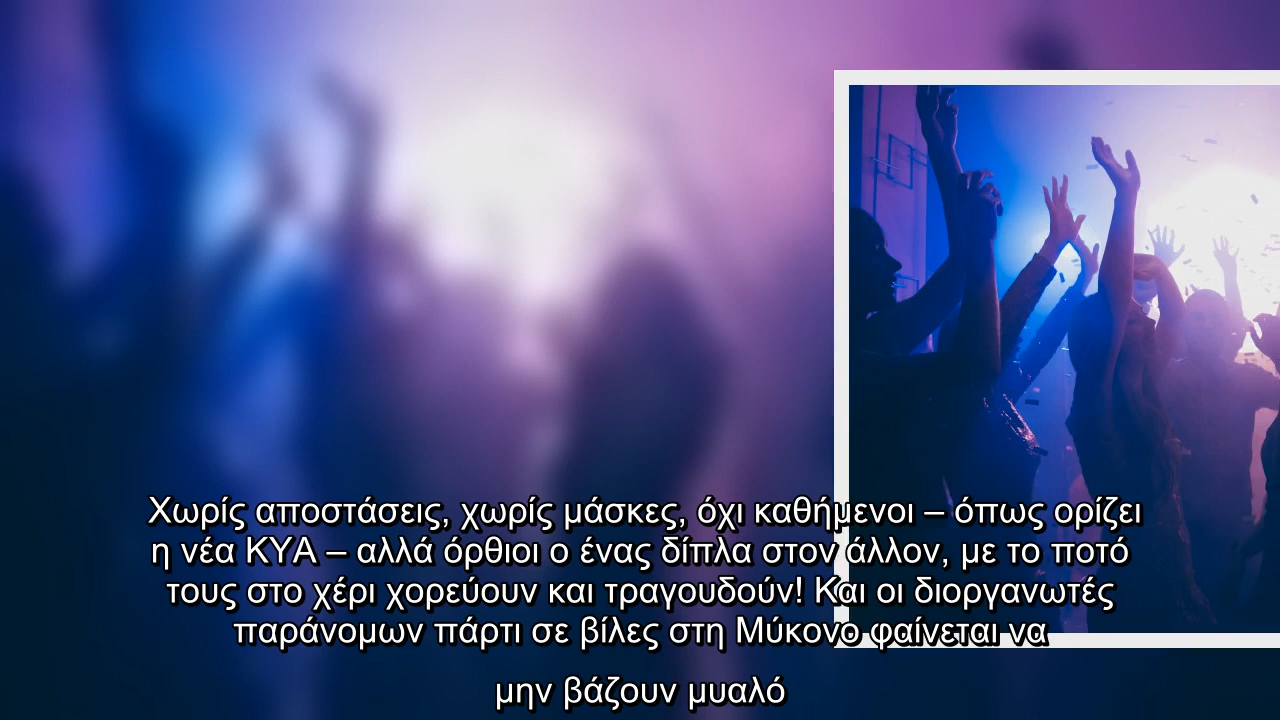 Χωρίς αποστάσεις, χωρίς μάσκες, όχι καθήμενοι – όπως ορίζει
η νέα ΚΥΑ – αλλά όρθιοι ο ένας δίπλα στον άλλον, με το ποτό
τους στο χέρι χορεύουν και τραγουδούν! Και οι διοργανωτές
παράνομων πάρτι σε βίλες στη Μύκονο φαίνεται να
μην βάζουν μυαλό